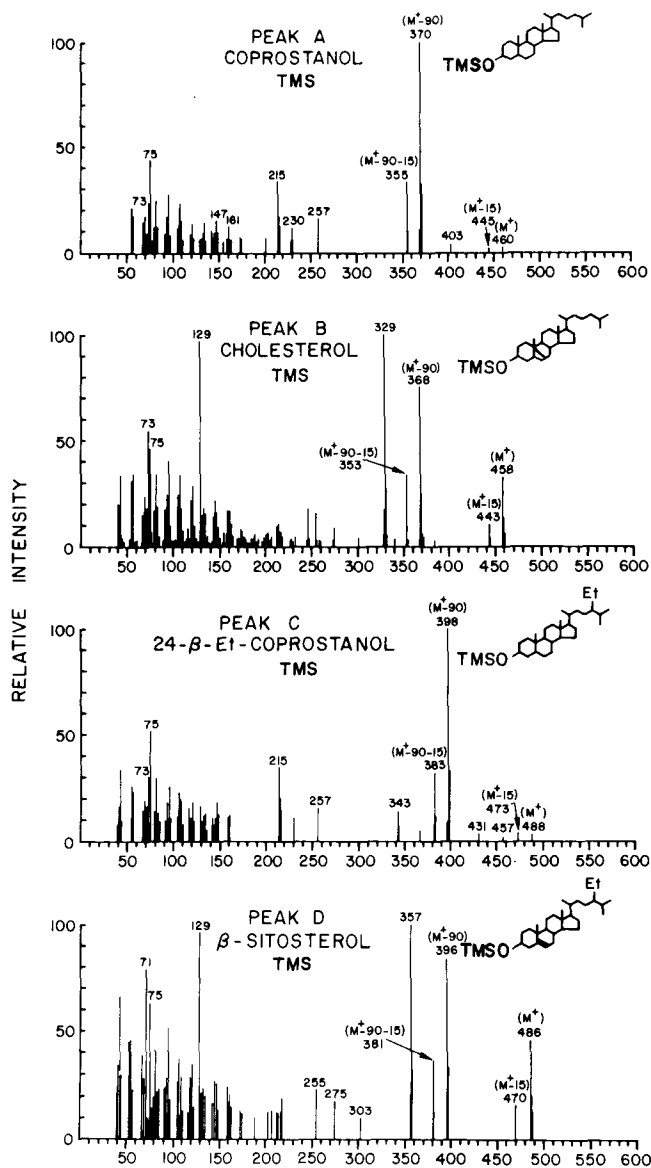 RELATIVE INTENSITY
PEAK A
COPROSTANOL
TMS
(M⁺-90)
370
TMSO
100
50
0
75
73
147
161
215
230
257
(M⁺-90-15)
355
403
(M⁺-15)
445
(M⁺)
460
50 100 150 200 250 300 350 400 450 500 550 600
PEAK B
CHOLESTEROL
TMS
129
329
(M⁺-90)
368
TMSO
100
50
0
73
75
(M⁺-90-15)
353
(M⁺)
458
(M⁺-15)
443
50 100 150 200 250 300 350 400 450 500 550 600
PEAK C
24-β-Et-COPROSTANOL
TMS
(M⁺-90)
398
Et
TMSO
100
50
0
75
73
215
257
343
(M⁺-90-15)
383
431
457
(M⁺-15)
473
(M⁺)
488
50 100 150 200 250 300 350 400 450 500 550 600
PEAK D
β-SITOSTEROL
TMS
129
357
(M⁺-90)
396
Et
TMSO
100
50
0
71
75
255
275
303
(M⁺-90-15)
381
(M⁺)
486
(M⁺-15)
470
50 100 150 200 250 300 350 400 450 500 550 600